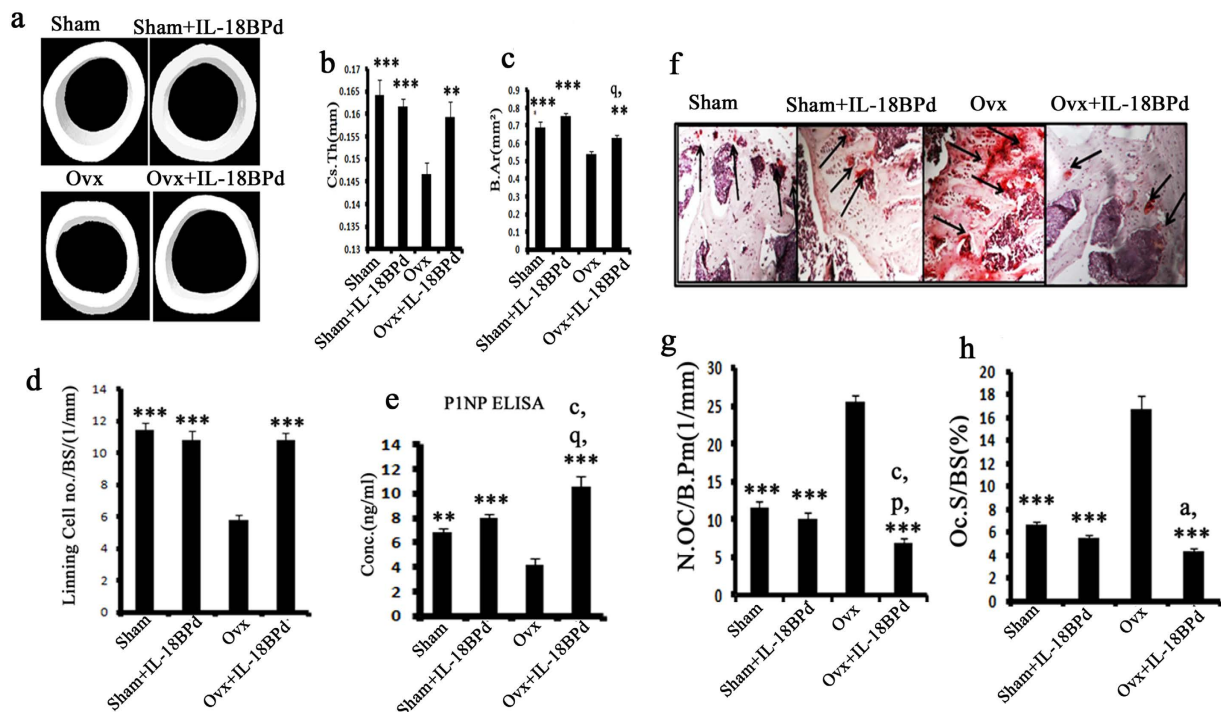 a
Sham
Sham+IL-18BPd
Ovx
Ovx+IL-18BPd
b
***
***
**
0.17
0.165
0.16
0.155
0.15
0.145
0.14
0.135
0.13
Cs.Th(mm)
Sham
Sham+IL-18BPd
Ovx
Ovx+IL-18BPd
c
***
***
q,
**
0.9
0.8
0.7
0.6
0.5
0.4
0.3
0.2
0.1
0
B.Ar(mm²)
Sham
Sham+IL-18BPd
Ovx
Ovx+IL-18BPd
f
Sham
Sham+IL-18BPd
Ovx
Ovx+IL-18BPd
d
14
12
10
8
6
4
2
0
Linning Cell no./BS/(1/mm)
***
***
***
Sham
Sham+IL-18BPd
Ovx
Ovx+IL-18BPd
e
P1NP ELISA
14
12
10
8
6
4
2
0
Conc.(ng/ml)
**
***
c,
q,
***
Sham
Sham+IL-18BPd
Ovx
Ovx+IL-18BPd
g
30
25
20
15
10
5
0
N.OC/B.Pm(1/mm)
***
***
c,
p,
***
Sham
Sham+IL-18BPd
Ovx
Ovx+IL-18BPd
h
20
18
16
14
12
10
8
6
4
2
0
Oc.S/BS(%)
***
***
a,
***
Sham
Sham+IL-18BPd
Ovx
Ovx+IL-18BPd